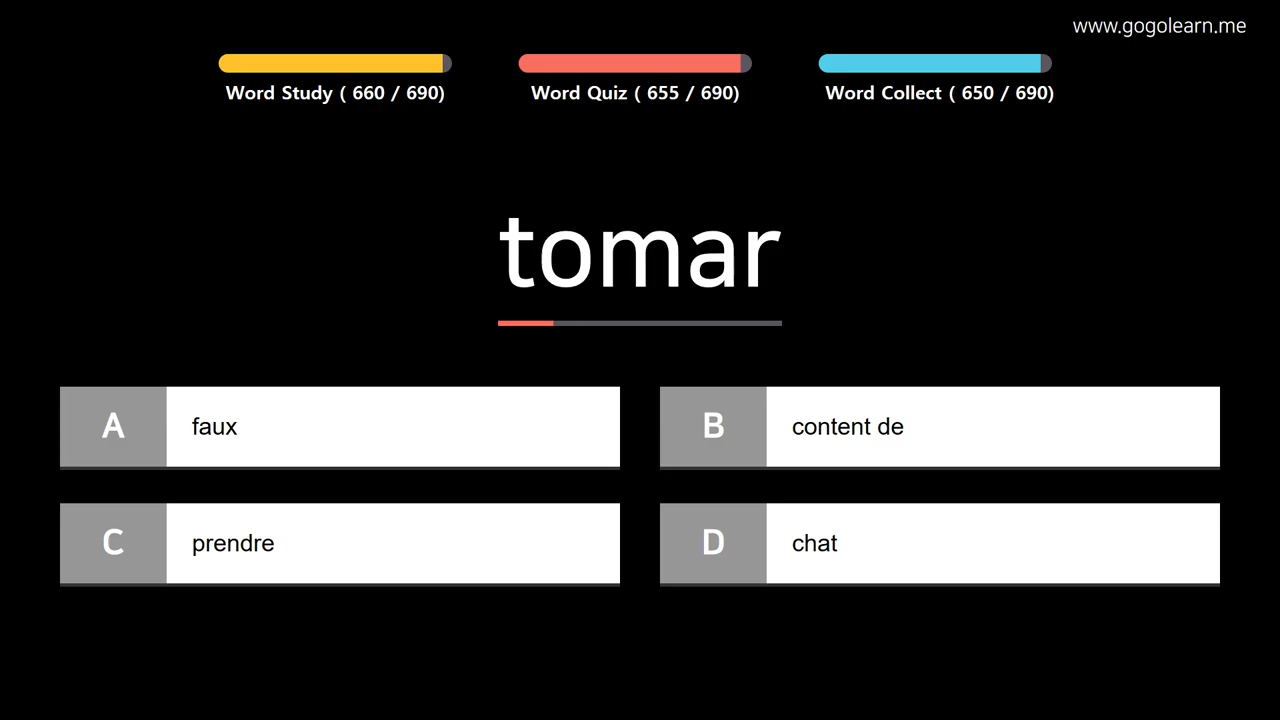 www.gogolearn.me
Word Study ( 660 / 690)
Word Quiz ( 655 / 690)
Word Collect ( 650 / 690)
tomar
A faux
B content de
C prendre
D chat